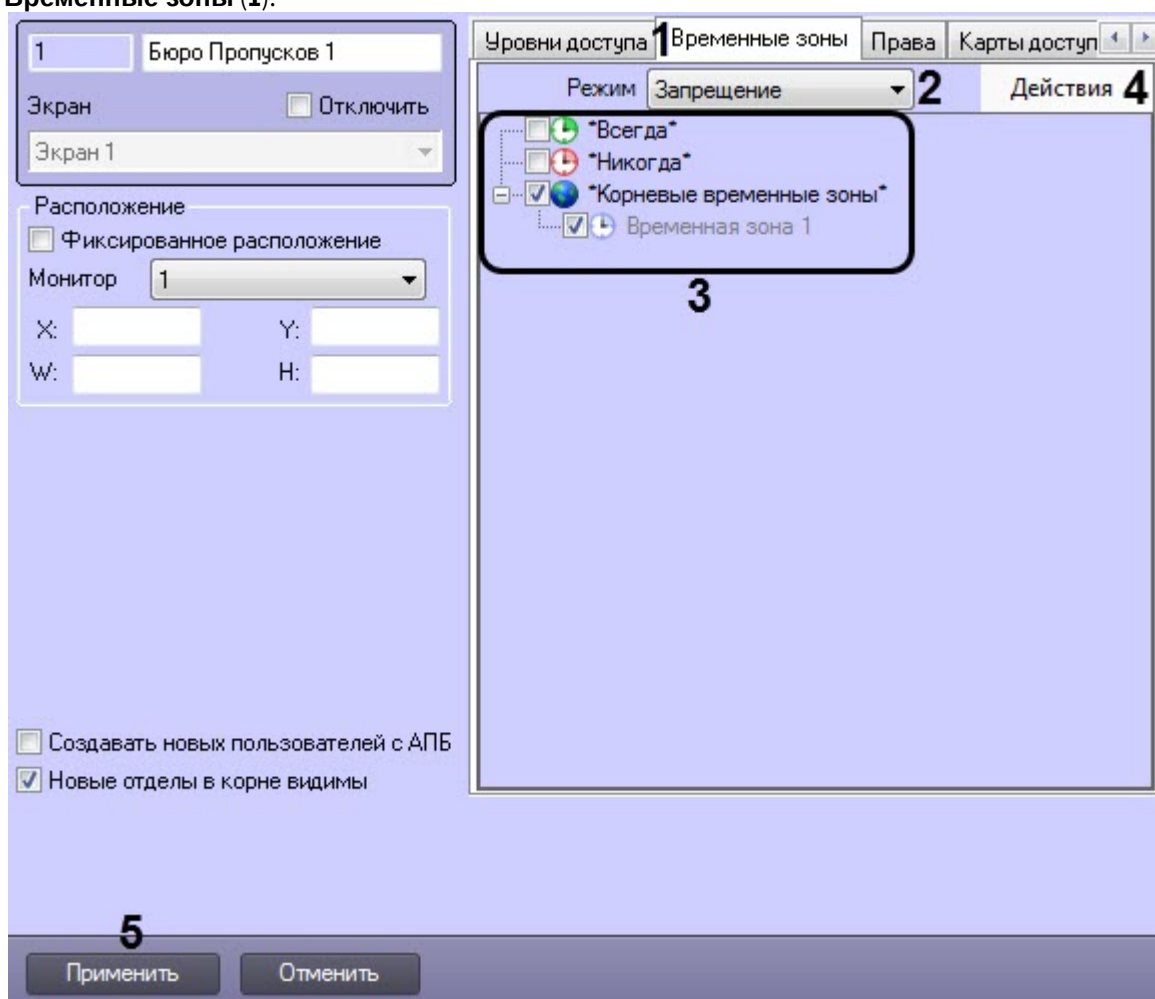 Временные зоны (1).
1 Бюро Пропусков 1
Экран Отключить
Экран 1
Расположение
Фиксированное расположение
Монитор 1
X: Y:
W: H:
Создавать новых пользователей с АПБ
Новые отделы в корне видимы
Уровни доступа 1 Временные зоны Права Карты доступ
Режим Запрещение 2 Действия 4
*Всегда*
*Никогда*
*Корневые временные зоны*
Временная зона 1
3
5
Применить Отменить